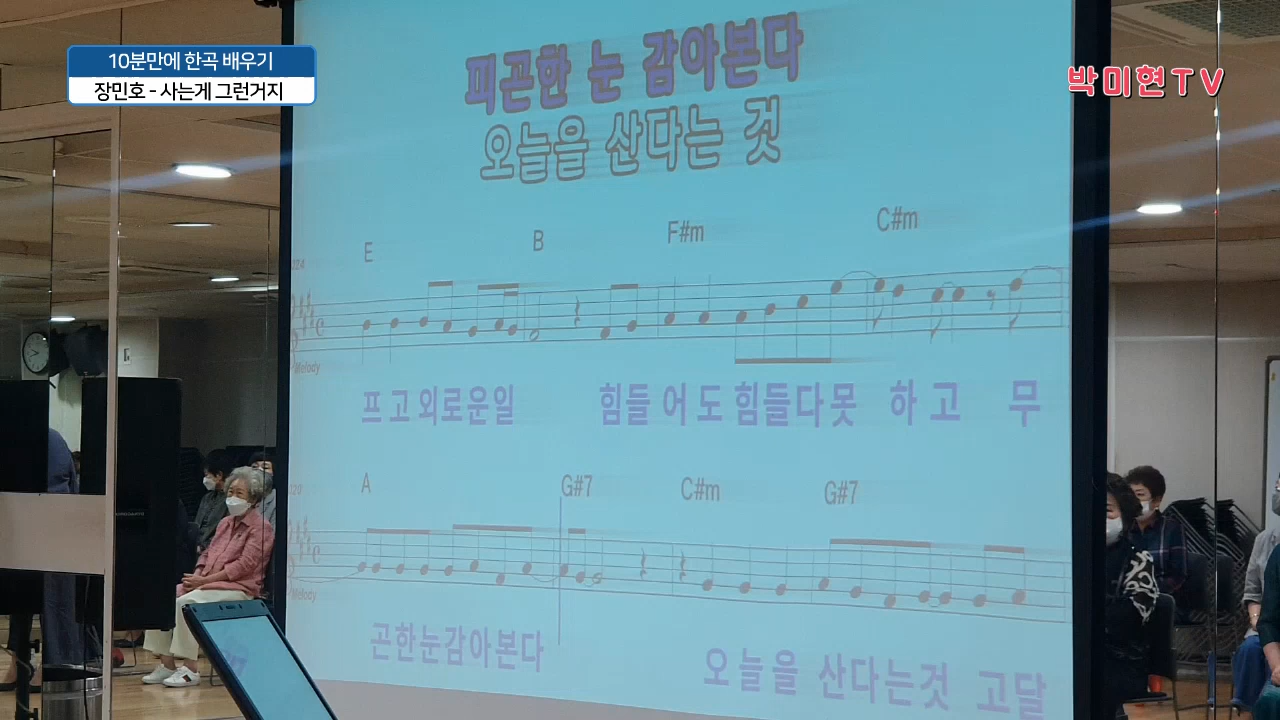 10분만에 한곡 배우기
장민호 - 사는게 그런거지
박미현TV
피곤한 눈 감아본다
오늘을 산다는 것
E B F#m C#m
Melody
프고외로운일 힘들어도힘들다못 하고 무
A G#7 C#m G#7
Melody
곤한눈감아본다 오늘을 산다는것 고달